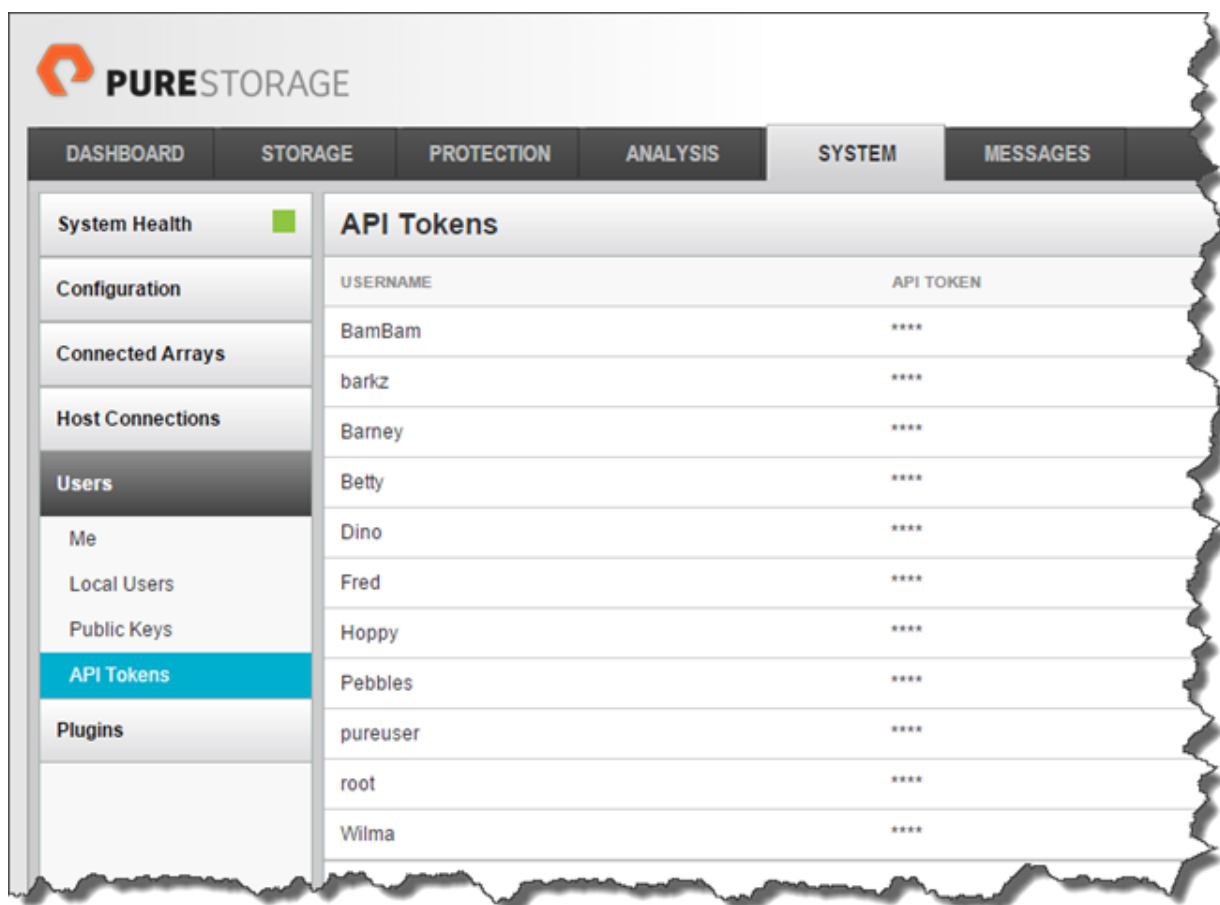 PURESTORAGE
DASHBOARD STORAGE PROTECTION ANALYSIS SYSTEM MESSAGES
System Health
Configuration
Connected Arrays
Host Connections
Users
Me
Local Users
Public Keys
API Tokens
Plugins
API Tokens
USERNAME API TOKEN
BamBam ****
barkz ****
Barney ****
Betty ****
Dino ****
Fred ****
Hoppy ****
Pebbles ****
pureuser ****
root ****
Wilma ****